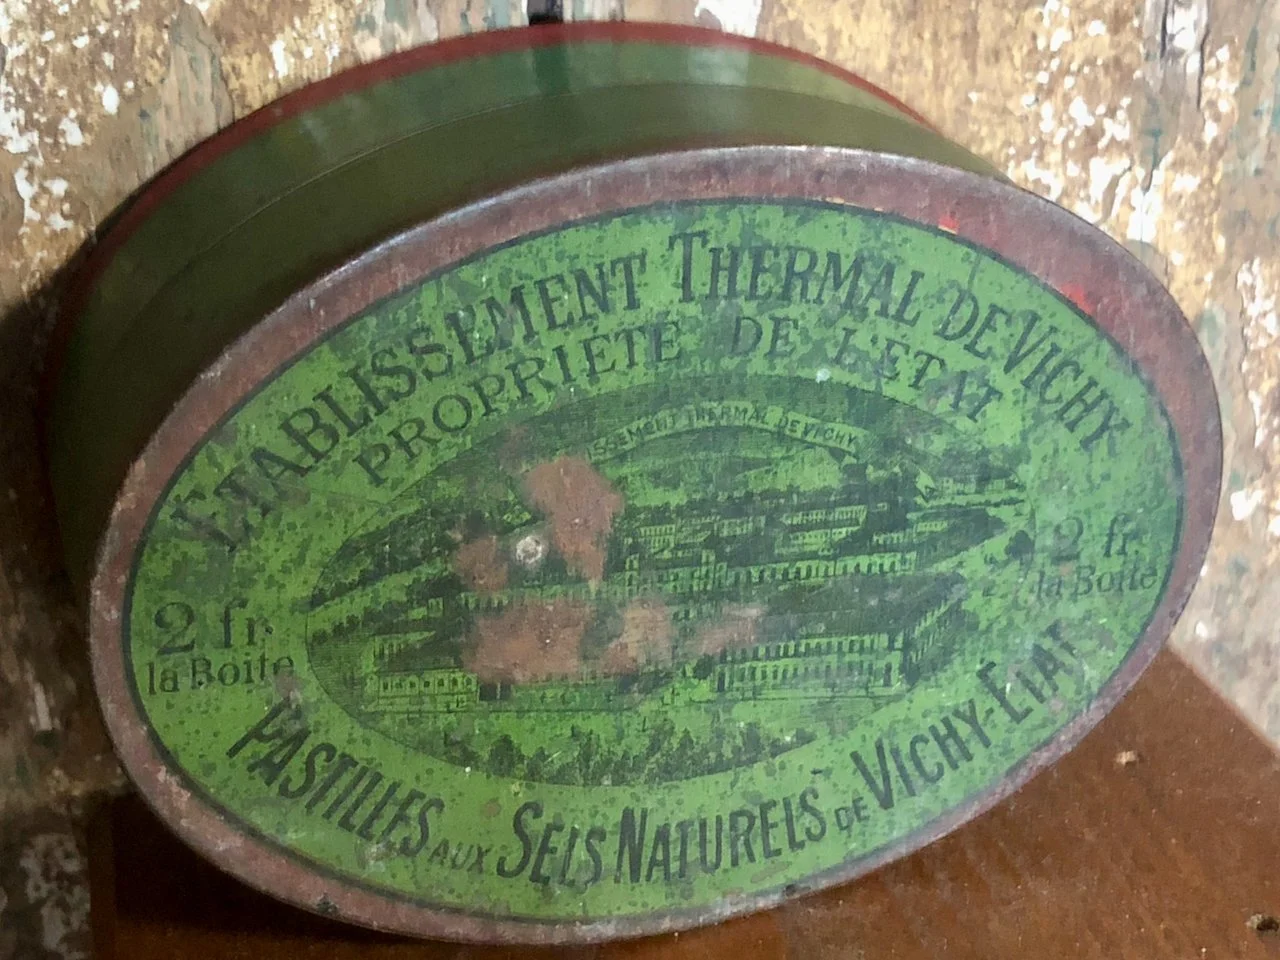 ETABLISSEMENT THERMAL DE VICHY
PROPRIETE DE L'ETAT
SSEMENT THERMAL DE VICHY
2 fr.
la Boite
2 fr.
la Boite
PASTILLES AUX SELS NATURELS DE VICHY-ETAT